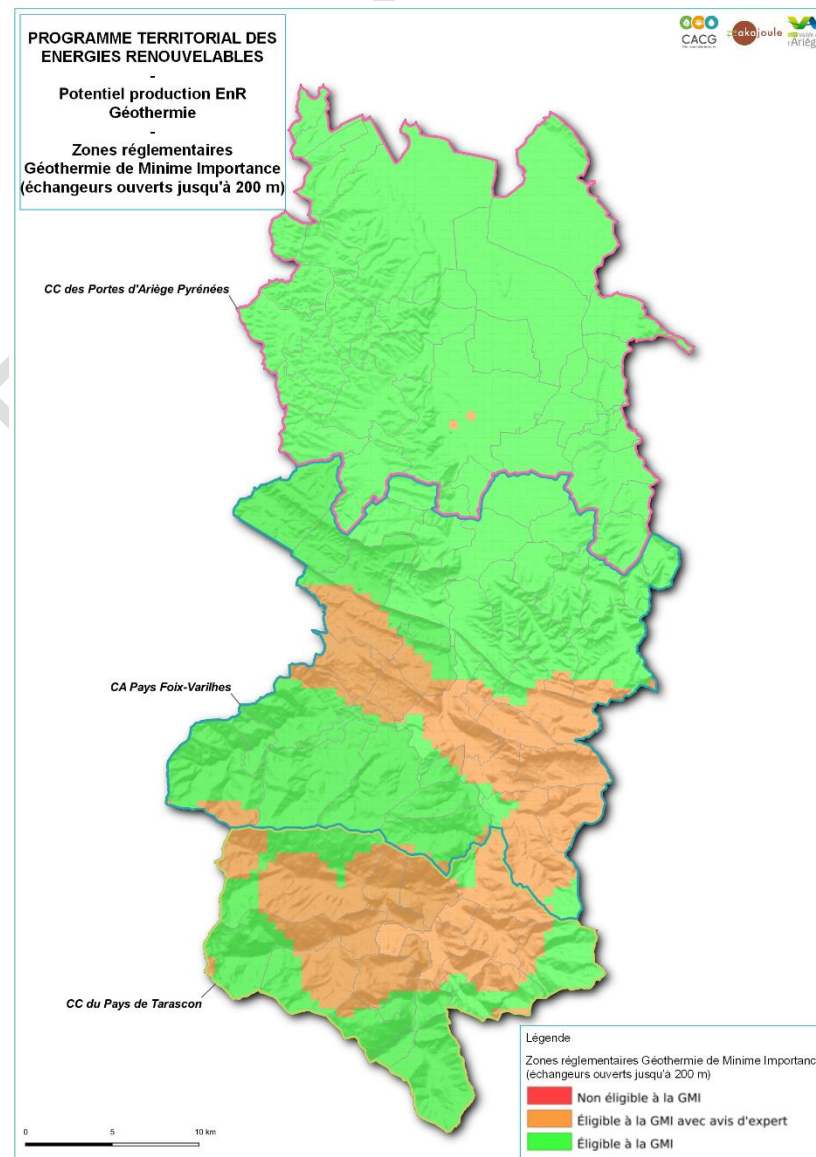 PROGRAMME TERRITORIAL DES
ENERGIES RENOUVELABLES
-
Potentiel production EnR
Géothermie
-
Zones réglementaires
Géothermie de Minime Importance
(échangeurs ouverts jusqu'à 200 m)
CACG
akajoule
l'Ariège
CC des Portes d'Ariège Pyrénées
CA Pays Foix-Varilhes
CC du Pays de Tarascon
Légende
Zones réglementaires Géothermie de Minime Importance
(échangeurs ouverts jusqu'à 200 m)
Non éligible à la GMI
Éligible à la GMI avec avis d'expert
Éligible à la GMI
0 5 10 km